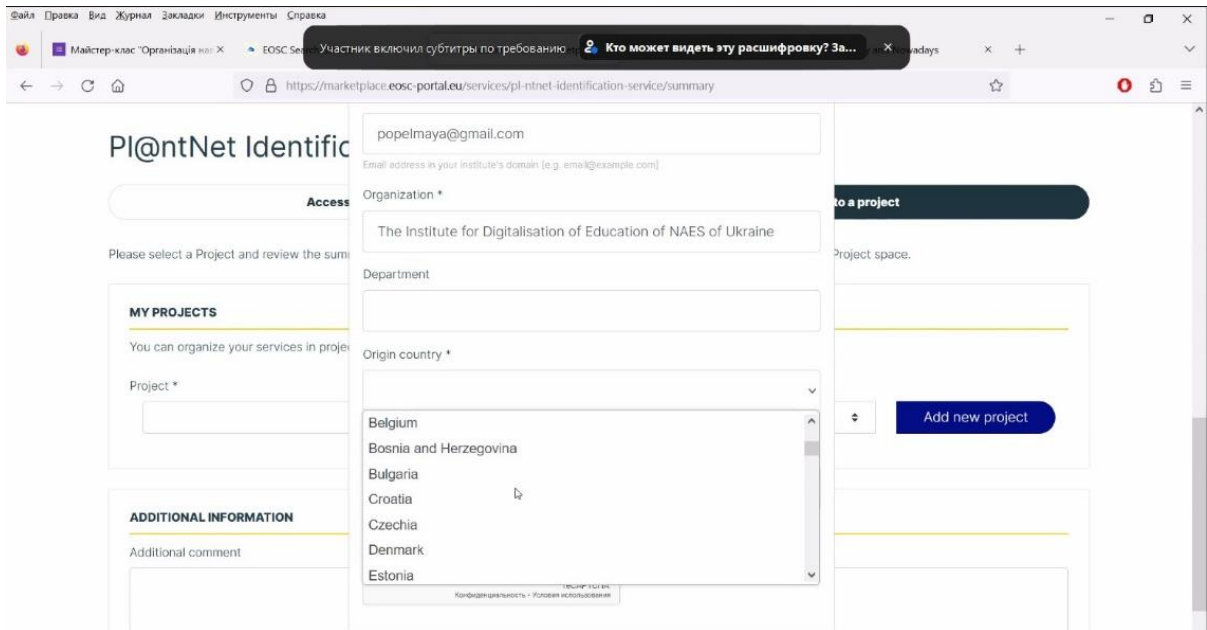 Файл Правка Вид Журнал Закладки Инструменты Справка
Майстер-клас "Організація
EOSC Se
Участник включил субтитры по требованию
Кто может видеть эту расшифровку? За...
wadays
https://marketplace.eosc-portal.eu/services/pl-ntnet-identification-service/summary
Pl@ntNet Identific
popelmaya@gmail.com
Email address in your institute's domain [e.g. email@example.com]
Access
Organization *
to a project
The Institute for Digitalisation of Education of NAES of Ukraine
Please select a Project and review the sum
Project space.
Department
MY PROJECTS
You can organize your services in proje
Origin country *
Project *
Add new project
Belgium
Bosnia and Herzegovina
Bulgaria
Croatia
Czechia
Denmark
Estonia
ADDITIONAL INFORMATION
Additional comment
Конфиденциальность - Условия использования